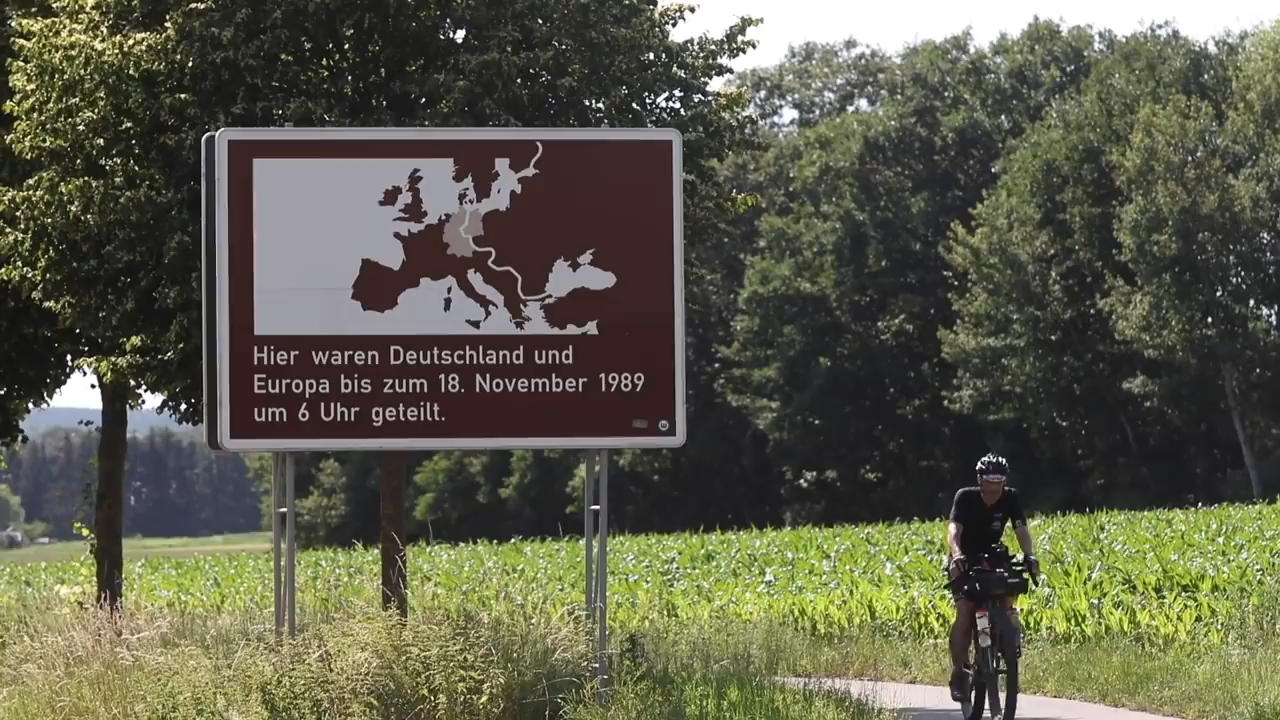 Hier waren Deutschland und
Europa bis zum 18. November 1989
um 6 Uhr geteilt.